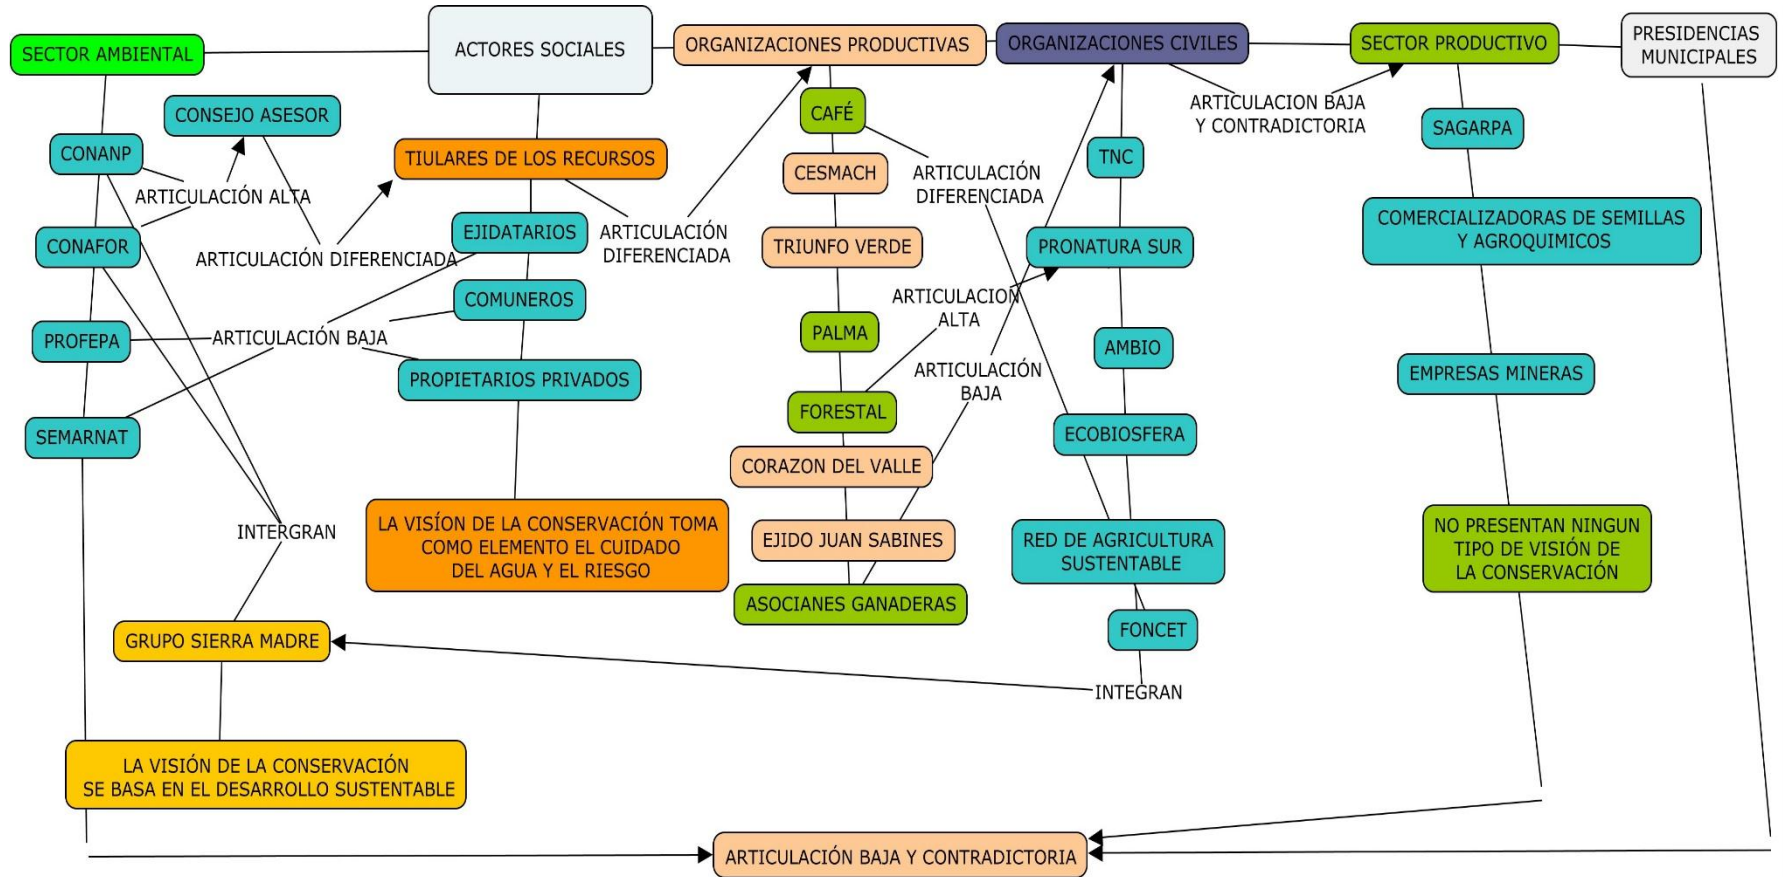 SECTOR AMBIENTAL
ACTORES SOCIALES
ORGANIZACIONES PRODUCTIVAS
ORGANIZACIONES CIVILES
SECTOR PRODUCTIVO
PRESIDENCIAS
MUNICIPALES
CONSEJO ASESOR
CONANP
ARTICULACIÓN ALTA
CONAFOR
ARTICULACIÓN DIFERENCIADA
PROFEPA
ARTICULACIÓN BAJA
SEMARNAT
INTERGRAN
GRUPO SIERRA MADRE
LA VISIÓN DE LA CONSERVACIÓN
SE BASA EN EL DESARROLLO SUSTENTABLE
TIULARES DE LOS RECURSOS
EJIDATARIOS
COMUNEROS
PROPIETARIOS PRIVADOS
LA VISÍON DE LA CONSERVACIÓN TOMA
COMO ELEMENTO EL CUIDADO
DEL AGUA Y EL RIESGO
ARTICULACIÓN
DIFERENCIADA
CAFÉ
CESMACH
TRIUNFO VERDE
PALMA
FORESTAL
CORAZON DEL VALLE
EJIDO JUAN SABINES
ASOCIANES GANADERAS
ARTICULACIÓN
DIFERENCIADA
ARTICULACION
ALTA
ARTICULACIÓN
BAJA
TNC
PRONATURA SUR
AMBIO
ECOBIOSFERA
RED DE AGRICULTURA
SUSTENTABLE
FONCET
INTEGRAN
ARTICULACION BAJA
Y CONTRADICTORIA
SAGARPA
COMERCIALIZADORAS DE SEMILLAS
Y AGROQUIMICOS
EMPRESAS MINERAS
NO PRESENTAN NINGUN
TIPO DE VISIÓN DE
LA CONSERVACIÓN
ARTICULACIÓN BAJA Y CONTRADICTORIA